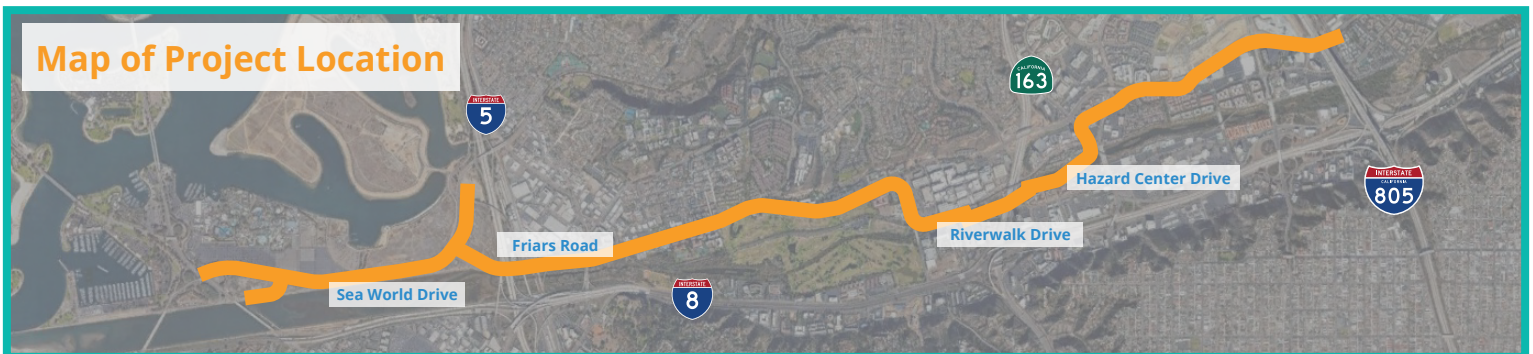 Map of Project Location
INTERSTATE
5
CALIFORNIA
163
Hazard Center Drive
INTERSTATE
CALIFORNIA
805
Riverwalk Drive
Friars Road
INTERSTATE
8
Sea World Drive